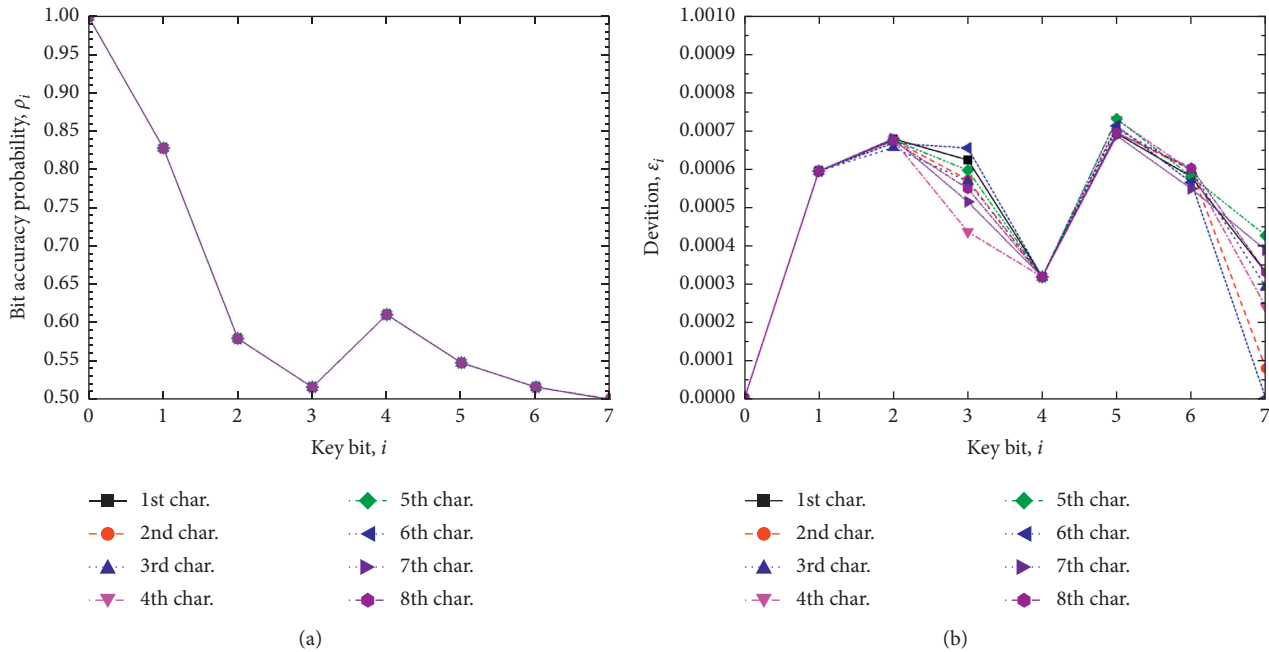 1.00
0.95
0.90
0.85
0.80
0.75
0.70
0.65
0.60
0.55
0.50
Bit accuracy probability, ρi
0 1 2 3 4 5 6 7
Key bit, i
1st char.
2nd char.
3rd char.
4th char.
5th char.
6th char.
7th char.
8th char.
(a)
0.0010
0.0009
0.0008
0.0007
0.0006
0.0005
0.0004
0.0003
0.0002
0.0001
0.0000
Devition, εi
0 1 2 3 4 5 6 7
Key bit, i
1st char.
2nd char.
3rd char.
4th char.
5th char.
6th char.
7th char.
8th char.
(b)